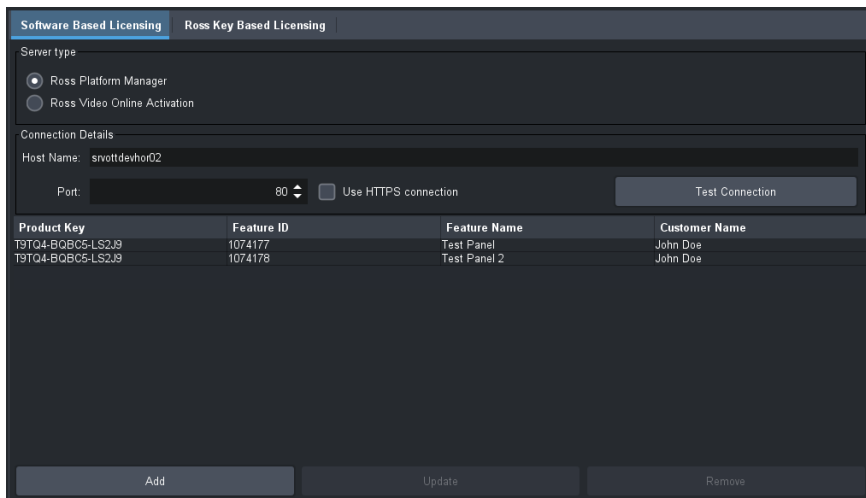 Software Based Licensing Ross Key Based Licensing
Server type
Ross Platform Manager
Ross Video Online Activation
Connection Details
Host Name: srvottdevhor02
Port: 80 Use HTTPS connection Test Connection
Product Key Feature ID Feature Name Customer Name
T9TQ4-BQBC5-LS2J9 1074177 Test Panel John Doe
T9TQ4-BQBC5-LS2J9 1074178 Test Panel 2 John Doe
Add Update Remove